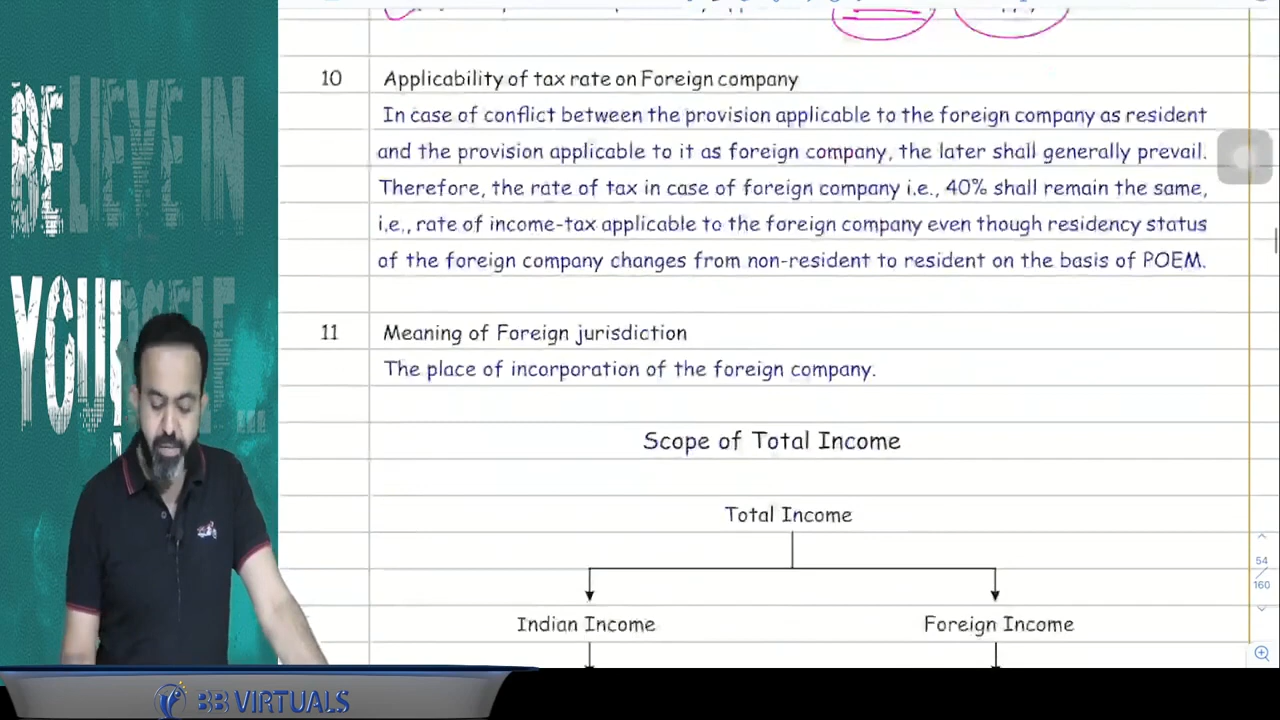 BELIEVE IN
YOURSELF...
10 Applicability of tax rate on Foreign company
In case of conflict between the provision applicable to the foreign company as resident
and the provision applicable to it as foreign company, the later shall generally prevail.
Therefore, the rate of tax in case of foreign company i.e., 40% shall remain the same,
i,e,, rate of income-tax applicable to the foreign company even though residency status
of the foreign company changes from non-resident to resident on the basis of POEM.
11 Meaning of Foreign jurisdiction
The place of incorporation of the foreign company.
Scope of Total Income
Total Income
Indian Income Foreign Income
54
160
BB VIRTUALS